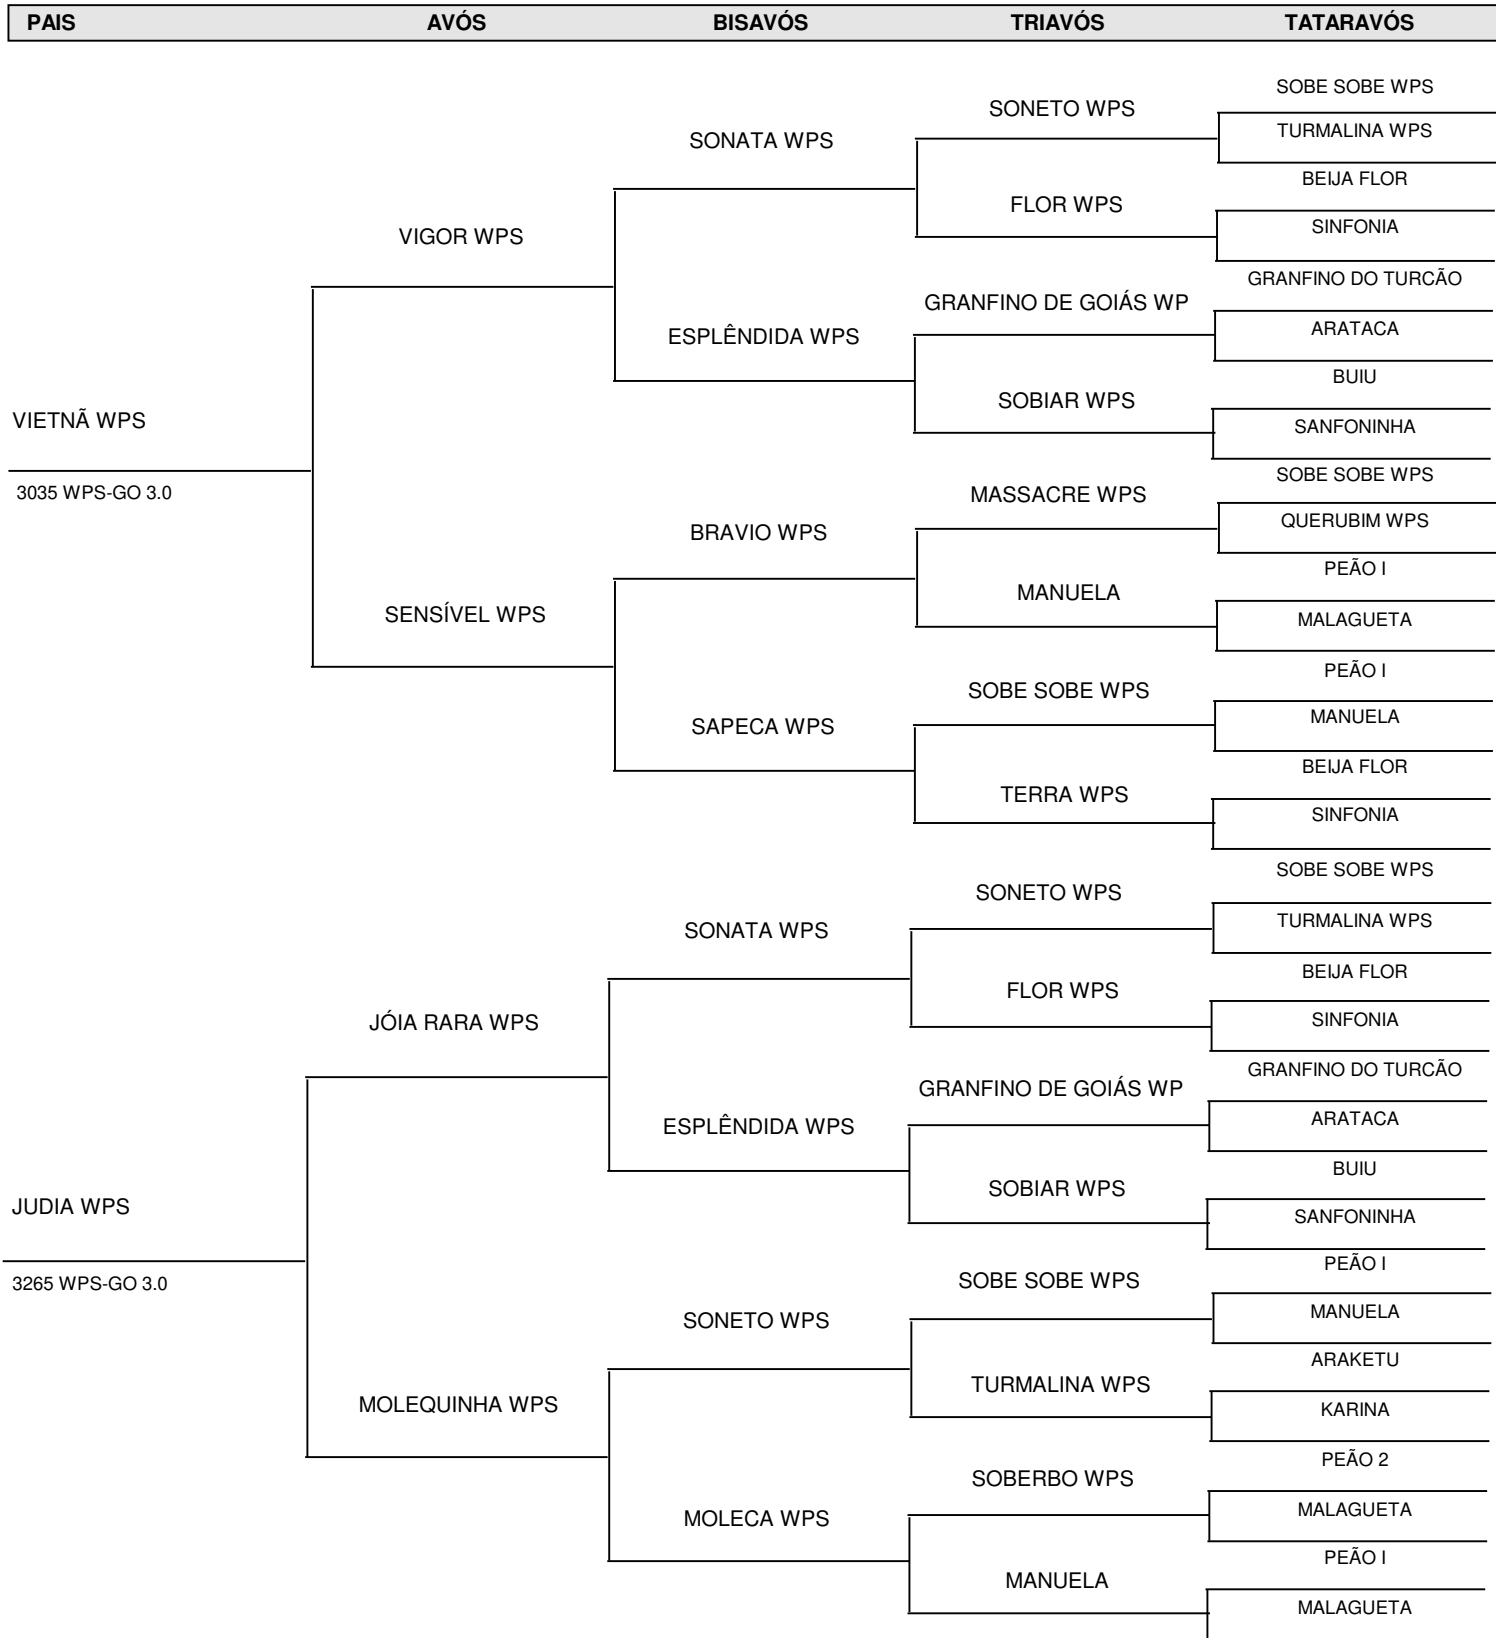 PAIS AVÓS BISAVÓS TRIAVÓS TATARAVÓS
SOBE SOBE WPS
SONETO WPS
TURMALINA WPS
SONATA WPS
BEIJA FLOR
FLOR WPS
SINFONIA
VIGOR WPS
GRANFINO DO TURCÃO
GRANFINO DE GOIÁS WP
ARATACA
ESPLÊNDIDA WPS
BUIU
SOBIAR WPS
VIETNÃ WPS
SANFONINHA
SOBE SOBE WPS
3035 WPS-GO 3.0
MASSACRE WPS
QUERUBIM WPS
BRAVIO WPS
PEÃO I
MANUELA
SENSÍVEL WPS
MALAGUETA
PEÃO I
SOBE SOBE WPS
MANUELA
SAPECA WPS
BEIJA FLOR
TERRA WPS
SINFONIA
SOBE SOBE WPS
SONETO WPS
TURMALINA WPS
SONATA WPS
BEIJA FLOR
FLOR WPS
SINFONIA
JÓIA RARA WPS
GRANFINO DO TURCÃO
GRANFINO DE GOIÁS WP
ARATACA
ESPLÊNDIDA WPS
BUIU
SOBIAR WPS
JUDIA WPS
SANFONINHA
PEÃO I
3265 WPS-GO 3.0
SOBE SOBE WPS
MANUELA
SONETO WPS
ARAKETU
TURMALINA WPS
MOLEQUINHA WPS
KARINA
PEÃO 2
SOBERBO WPS
MALAGUETA
MOLECA WPS
PEÃO I
MANUELA
MALAGUETA